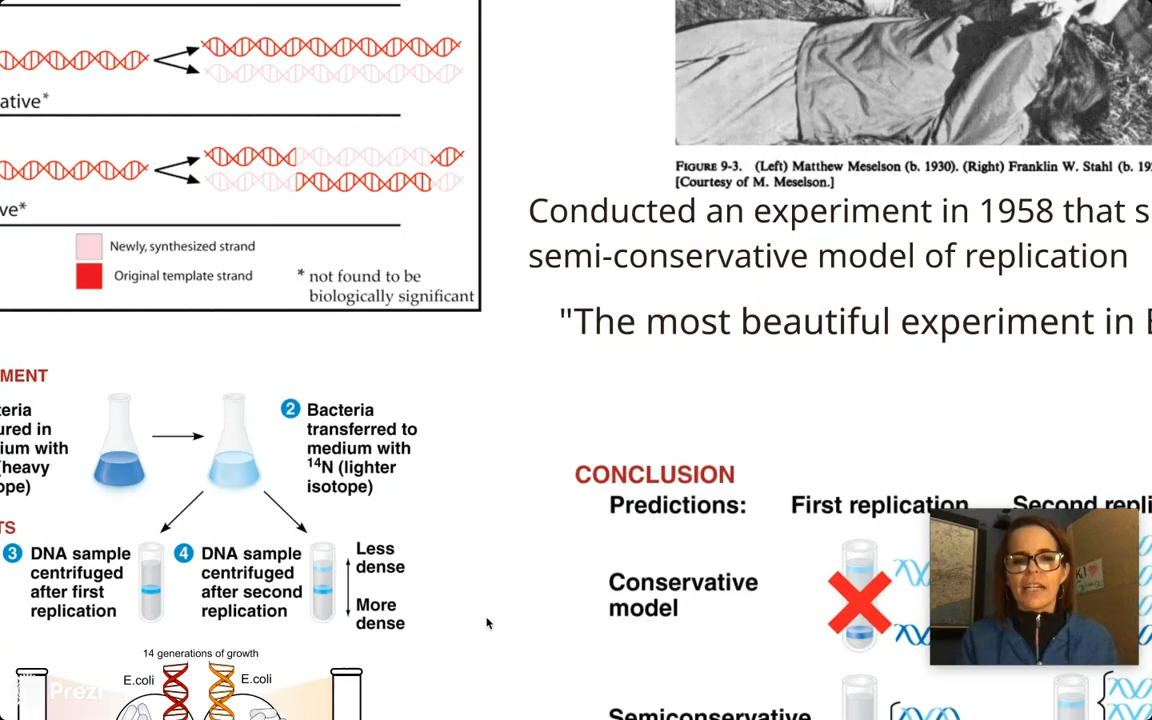 ative*
ve*
Newly, synthesized strand
Original template strand
* not found to be
biologically significant
FIGURE 9-3. (Left) Matthew Meselson (b. 1930). (Right) Franklin W. Stahl (b. 19
[Courtesy of M. Meselson.]
Conducted an experiment in 1958 that s
semi-conservative model of replication
"The most beautiful experiment in B
MENT
teria
ured in
ium with
(heavy
ope)
2 Bacteria
transferred to
medium with
¹⁴N (lighter
isotope)
TS
3 DNA sample
centrifuged
after first
replication
4 DNA sample
centrifuged
after second
replication
Less
dense
More
dense
14 generations of growth
E.coli
E.coli
Prezi
CONCLUSION
Predictions: First replication Second repli
Conservative
model
Semiconservative